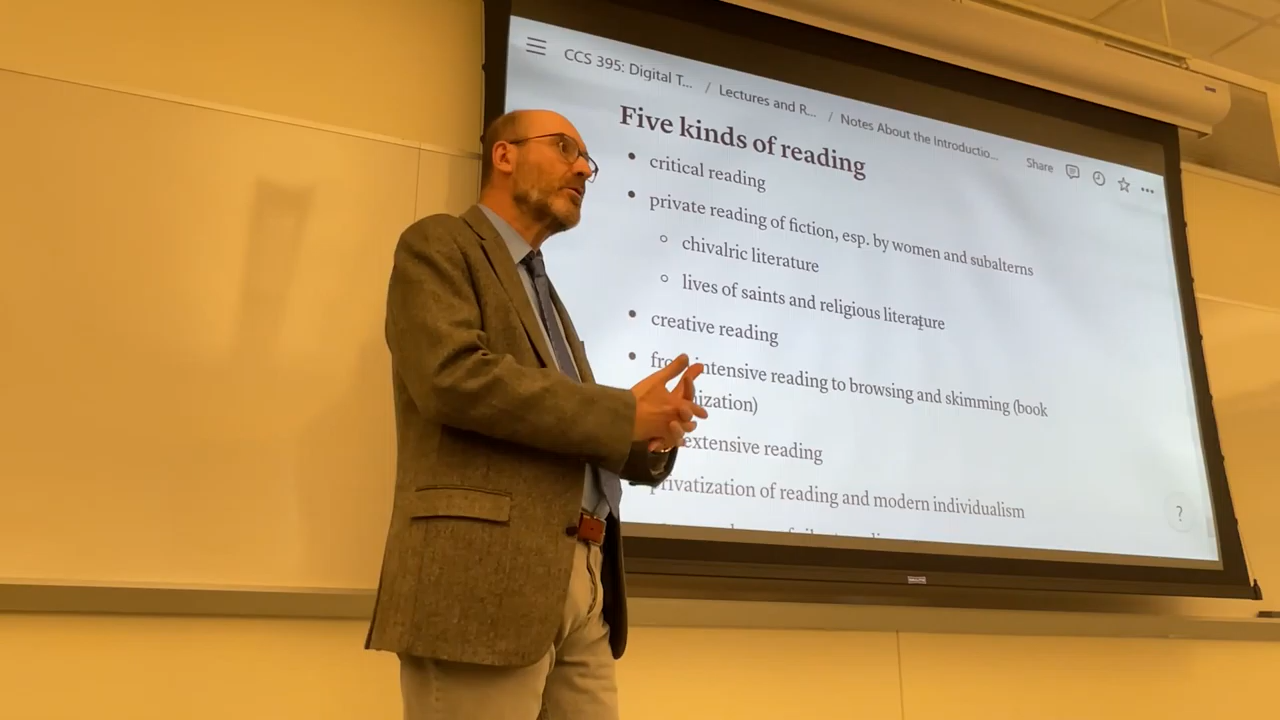 CCS 395: Digital T... / Lectures and R... / Notes About the Introductio...
Share
Five kinds of reading
critical reading
private reading of fiction, esp. by women and subalterns
chivalric literature
lives of saints and religious literature
creative reading
intensive reading to browsing and skimming (book
extensive reading
privatization of reading and modern individualism
?